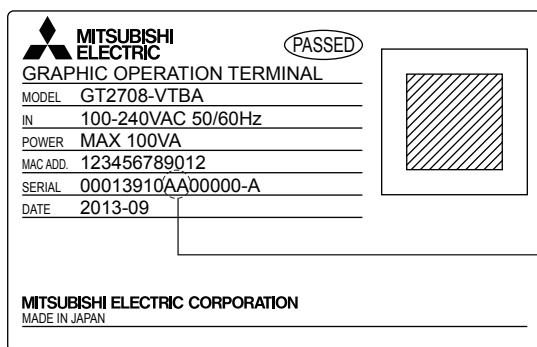 MITSUBISHI
ELECTRIC
PASSED
GRAPHIC OPERATION TERMINAL
MODEL GT2708-VTBA
IN 100-240VAC 50/60Hz
POWER MAX 100VA
MAC ADD. 123456789012
SERIAL 00013910AA00000-A
DATE 2013-09
MITSUBISHI ELECTRIC CORPORATION
MADE IN JAPAN